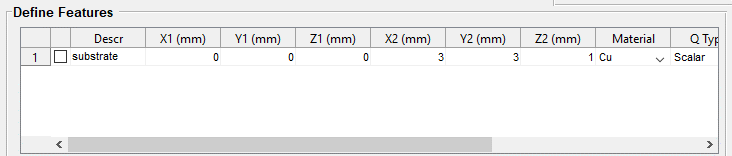 Define Features
Descr X1 (mm) Y1 (mm) Z1 (mm) X2 (mm) Y2 (mm) Z2 (mm) Material Q Typ
1 substrate 0 0 0 3 3 1 Cu Scalar